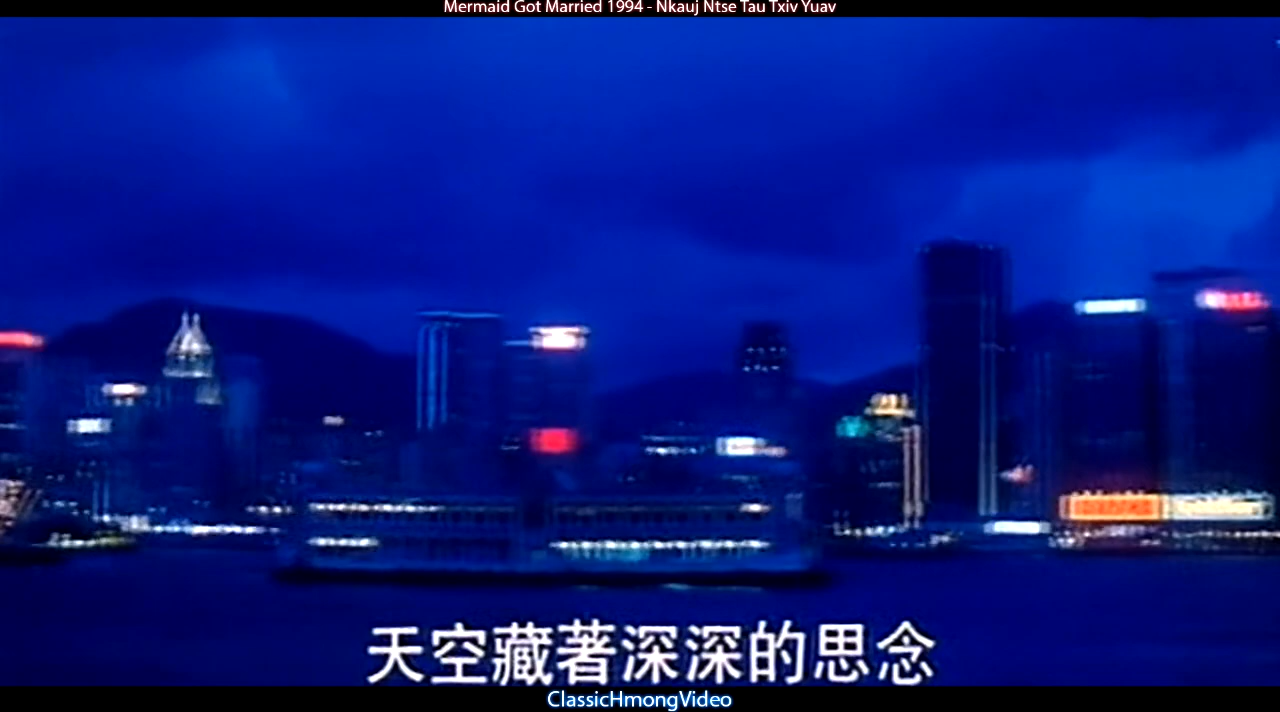 Mermaid Got Married 1994 - Nkauj Ntse Tau Txiv Yuav
天空藏著深深的思念
ClassicHmongVideo